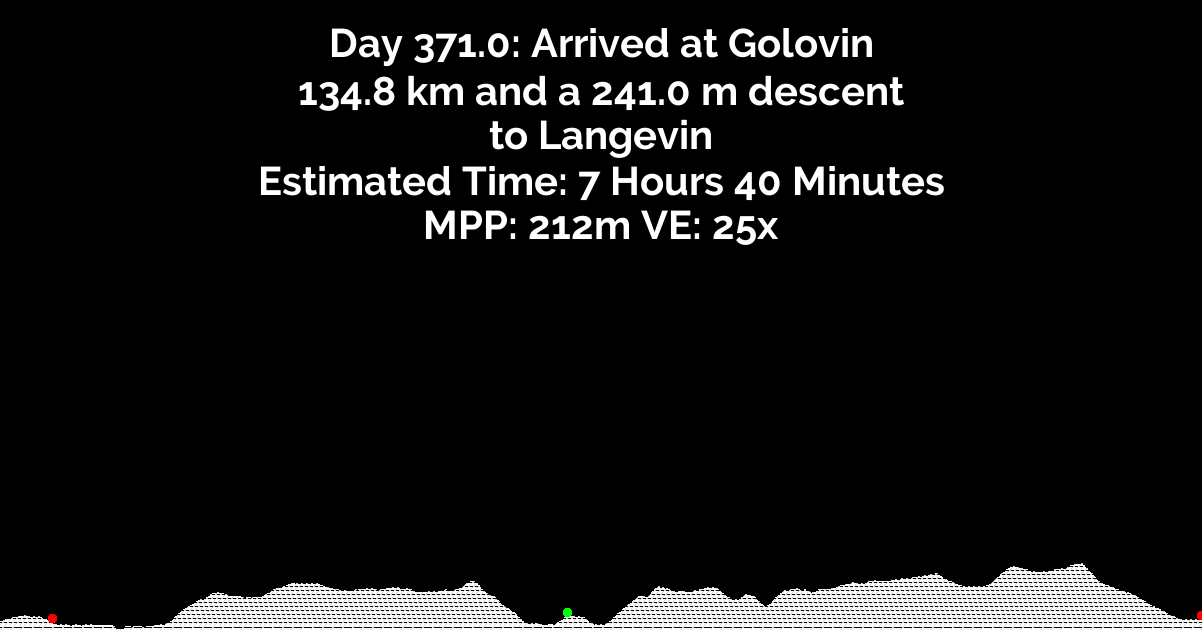 Day 371.0: Arrived at Golovin
134.8 km and a 241.0 m descent
to Langevin
Estimated Time: 7 Hours 40 Minutes
MPP: 212m VE: 25x